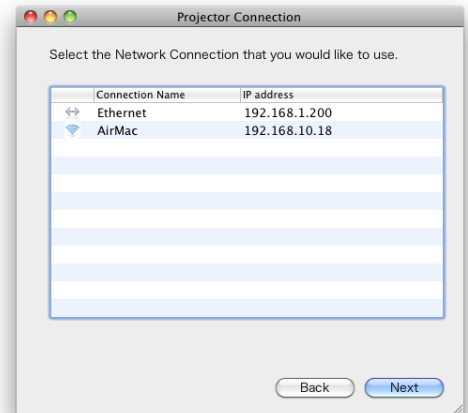 Projector Connection
Select the Network Connection that you would like to use.
Connection Name IP address
Ethernet 192.168.1.200
AirMac 192.168.10.18
Back Next